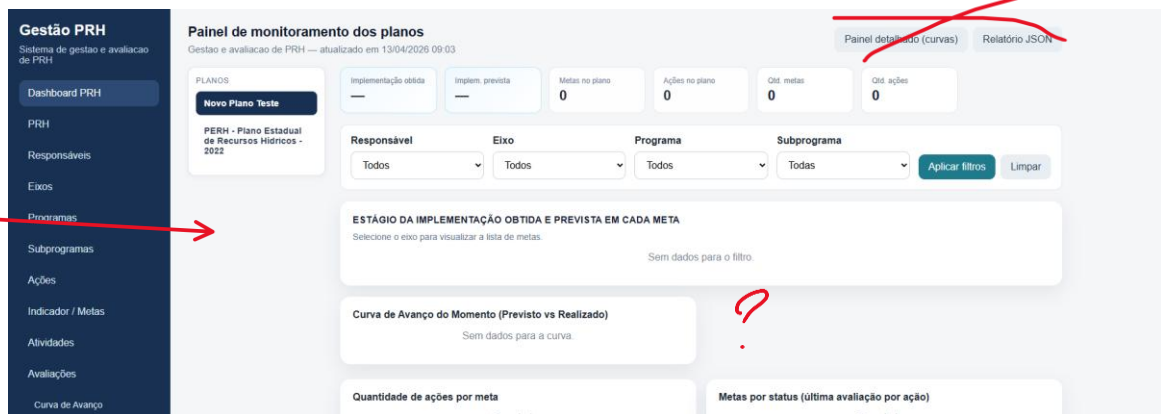 Gestão PRH
Sistema de gestao e avaliacao
de PRH
Dashboard PRH
PRH
Responsáveis
Eixos
Programas
Subprogramas
Ações
Indicador / Metas
Atividades
Avaliações
Curva de Avanço
Painel de monitoramento dos planos
Gestao e avaliacao de PRH — atualizado em 13/04/2026 09:03
Painel detalhado (curvas)
Relatório JSON
PLANOS
Novo Plano Teste
PERH - Plano Estadual
de Recursos Hídricos -
2022
Implementação obtida
—
Implem. prevista
—
Metas no plano
0
Ações no plano
0
Qtd. metas
0
Qtd. ações
0
Responsável
Todos
Eixo
Todos
Programa
Todos
Subprograma
Todas
Aplicar filtros
Limpar
ESTÁGIO DA IMPLEMENTAÇÃO OBTIDA E PREVISTA EM CADA META
Selecione o eixo para visualizar a lista de metas.
Sem dados para o filtro.
Curva de Avanço do Momento (Previsto vs Realizado)
Sem dados para a curva.
?
Quantidade de ações por meta
Metas por status (última avaliação por ação)